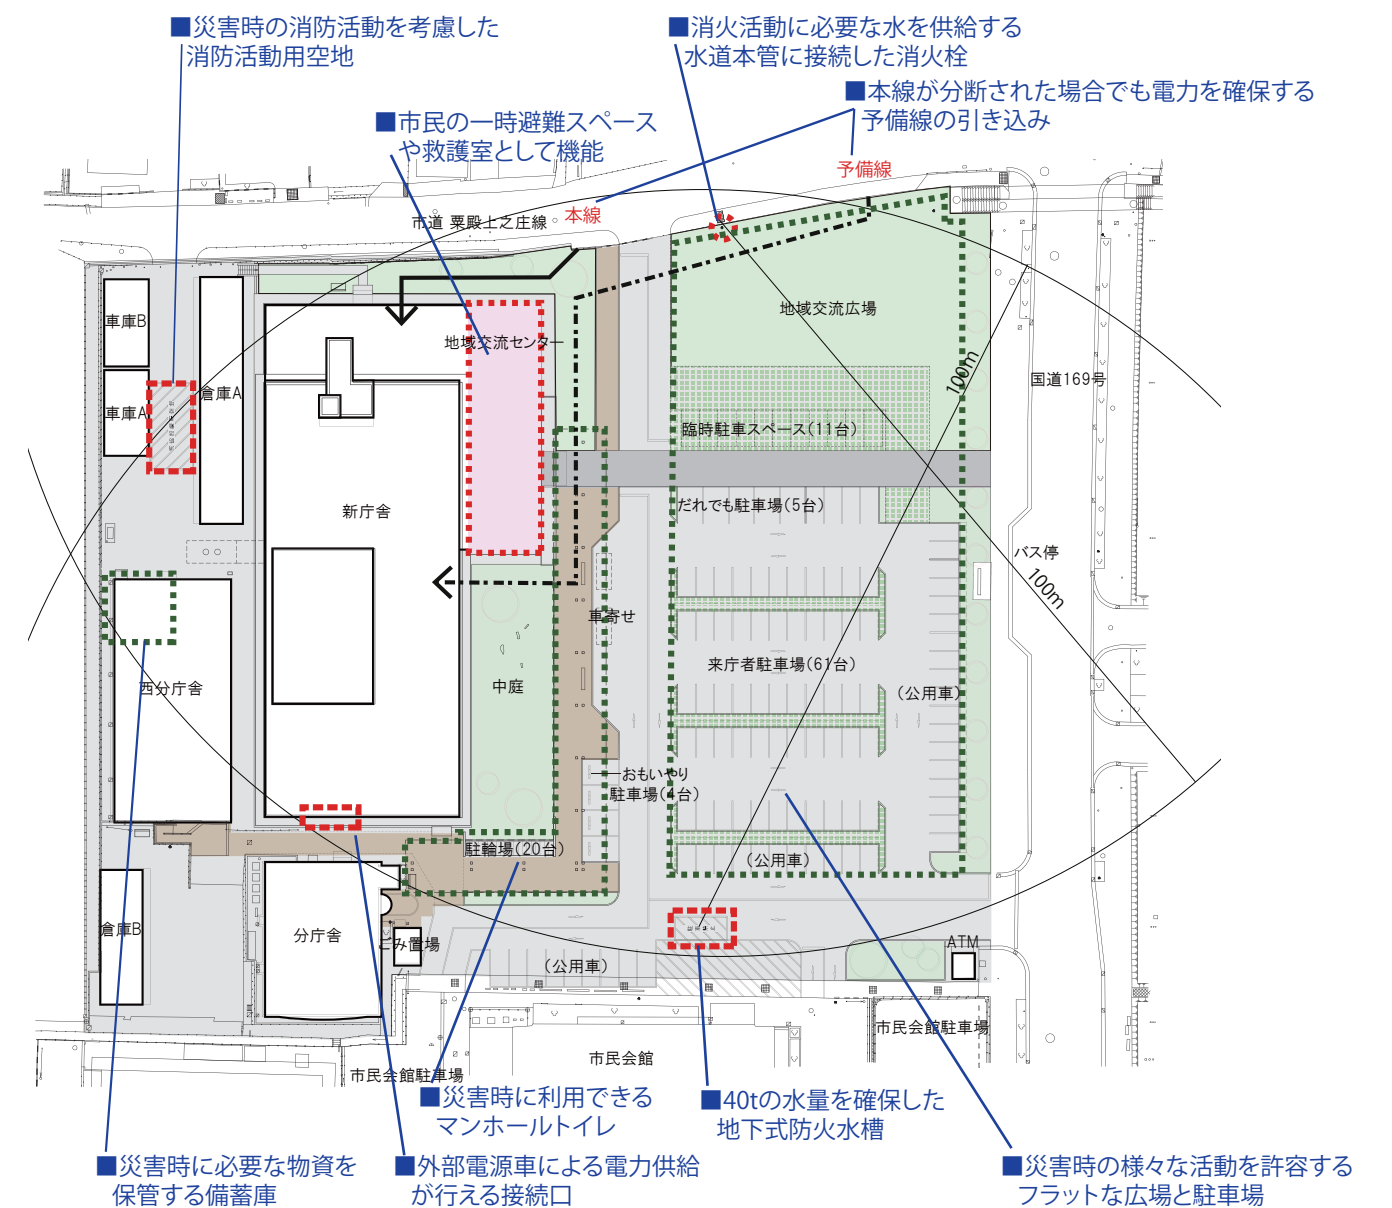 ■災害時の消防活動を考慮した
消防活動用空地
■消火活動に必要な水を供給する
水道本管に接続した消火栓
■本線が分断された場合でも電力を確保する
予備線の引き込み
■市民の一時避難スペース
や救護室として機能
予備線
本線
市道 粟殿土之庄線
車庫B
車庫A
倉庫A
地域交流センター
地域交流広場
100m
国道169号
臨時駐車スペース(11台)
新庁舎
だれでも駐車場(5台)
バス停
100m
車寄せ
来庁者駐車場(61台)
(公用車)
西分庁舎
中庭
おもいやり
駐車場(4台)
駐輪場(20台)
(公用車)
倉庫B
分庁舎
ごみ置場
(公用車)
ATM
市民会館駐車場
市民会館
市民会館駐車場
■災害時に利用できる
マンホールトイレ
■40tの水量を確保した
地下式防火水槽
■災害時に必要な物資を
保管する備蓄庫
■外部電源車による電力供給
が行える接続口
■災害時の様々な活動を許容する
フラットな広場と駐車場